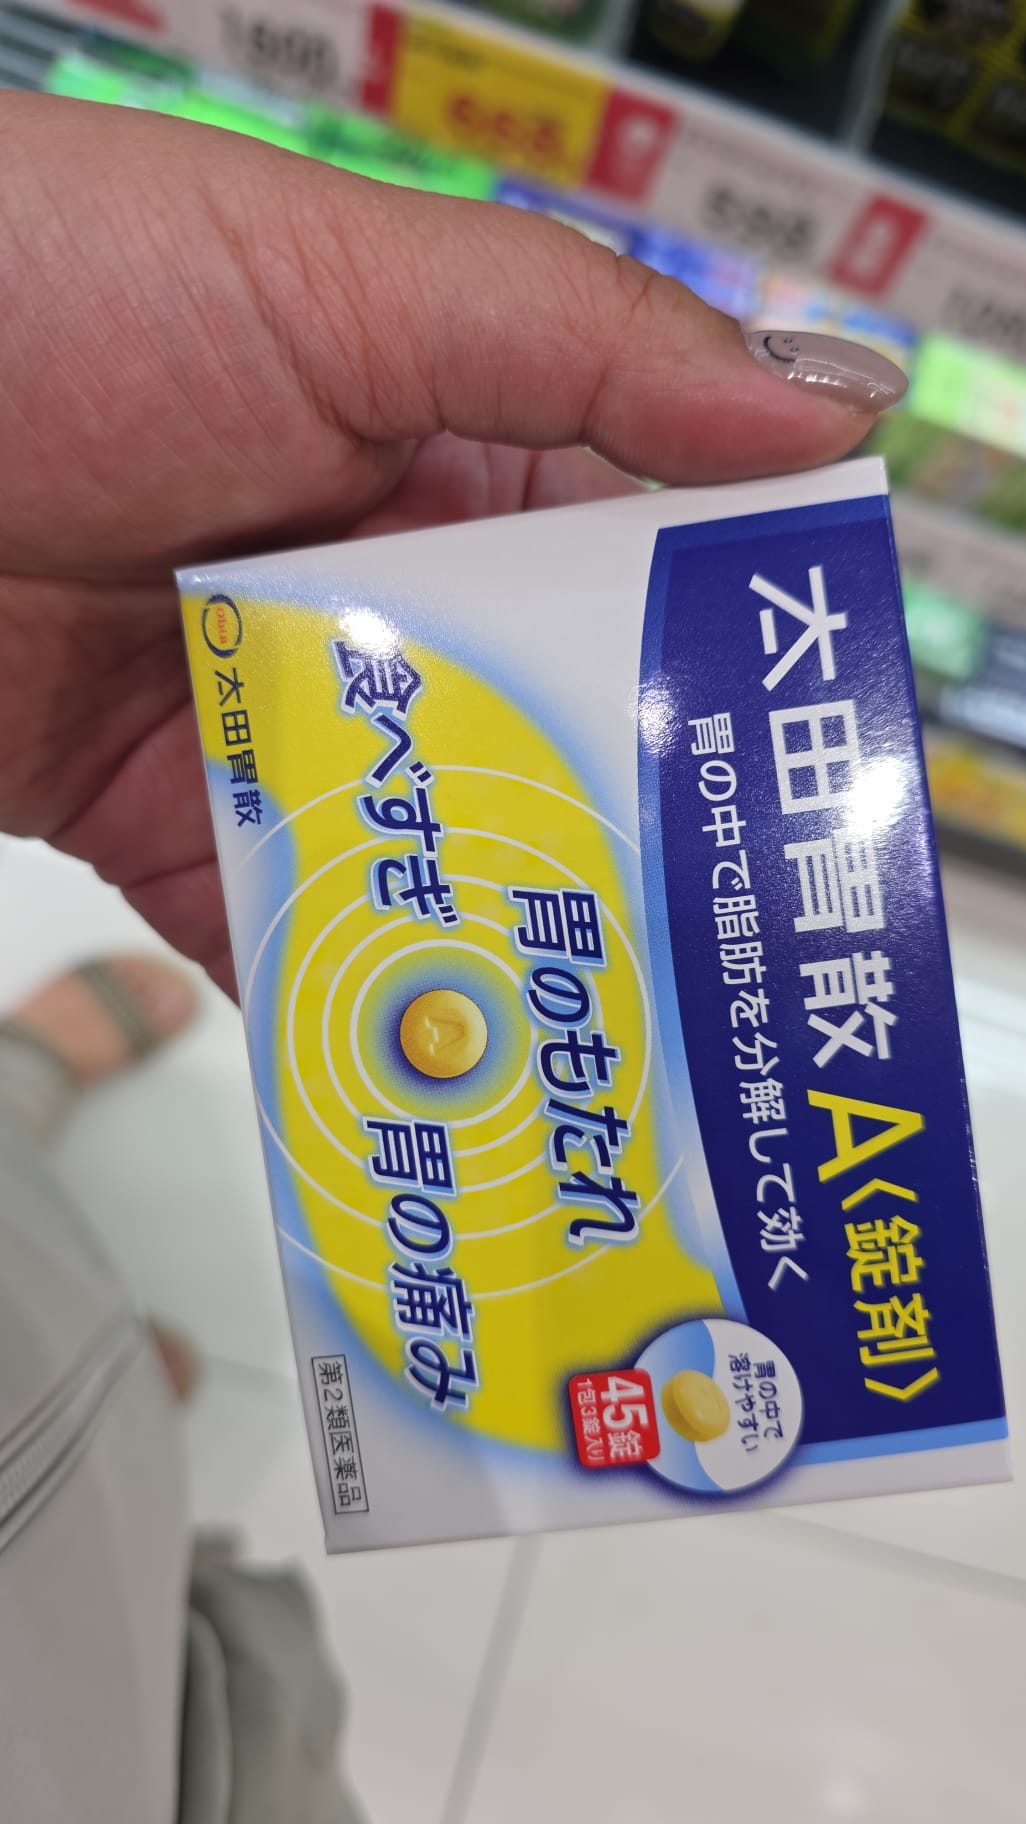 太田胃散A〈錠剤〉
胃の中で脂肪を分解して効く
胃の中で
溶けやすい
45錠
1包3錠入り
胃のもたれ
食べすぎ
胃の痛み
A
Ohta
太田胃散
第2類医薬品
598